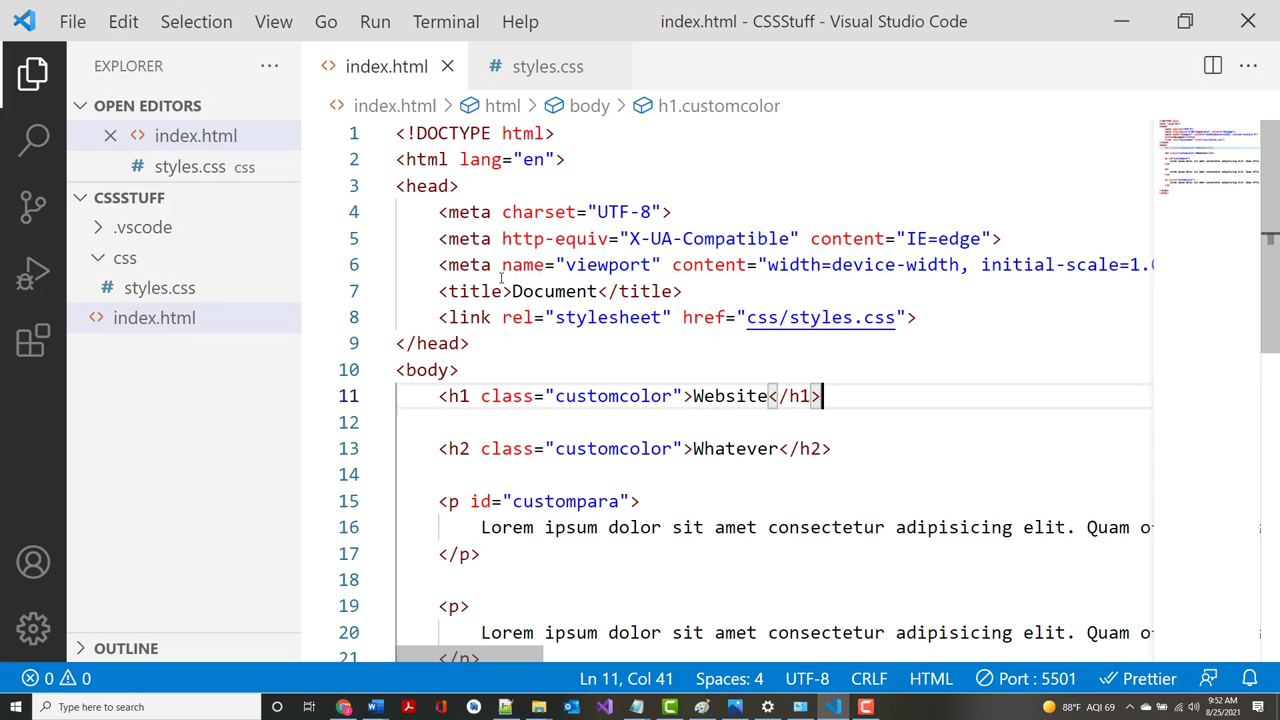 File Edit Selection View Go Run Terminal Help index.html - CSSStuff - Visual Studio Code
EXPLORER
OPEN EDITORS
index.html
styles.css css
CSSSTUFF
.vscode
css
styles.css
index.html
OUTLINE
index.html styles.css
index.html > html > body > h1.customcolor
1 <!DOCTYPE html>
2 <html lang="en">
3 <head>
4 <meta charset="UTF-8">
5 <meta http-equiv="X-UA-Compatible" content="IE=edge">
6 <meta name="viewport" content="width=device-width, initial-scale=1.0
7 <title>Document</title>
8 <link rel="stylesheet" href="css/styles.css">
9 </head>
10 <body>
11 <h1 class="customcolor">Website</h1>
12
13 <h2 class="customcolor">Whatever</h2>
14
15 <p id="custompara">
16 Lorem ipsum dolor sit amet consectetur adipisicing elit. Quam o
17 </p>
18
19 <p>
20 Lorem ipsum dolor sit amet consectetur adipisicing elit. Quam o
21 </p>
0 0 Ln 11, Col 41 Spaces: 4 UTF-8 CRLF HTML Port : 5501 Prettier
Type here to search 88°F AQI 69 9:52 AM
8/25/2021